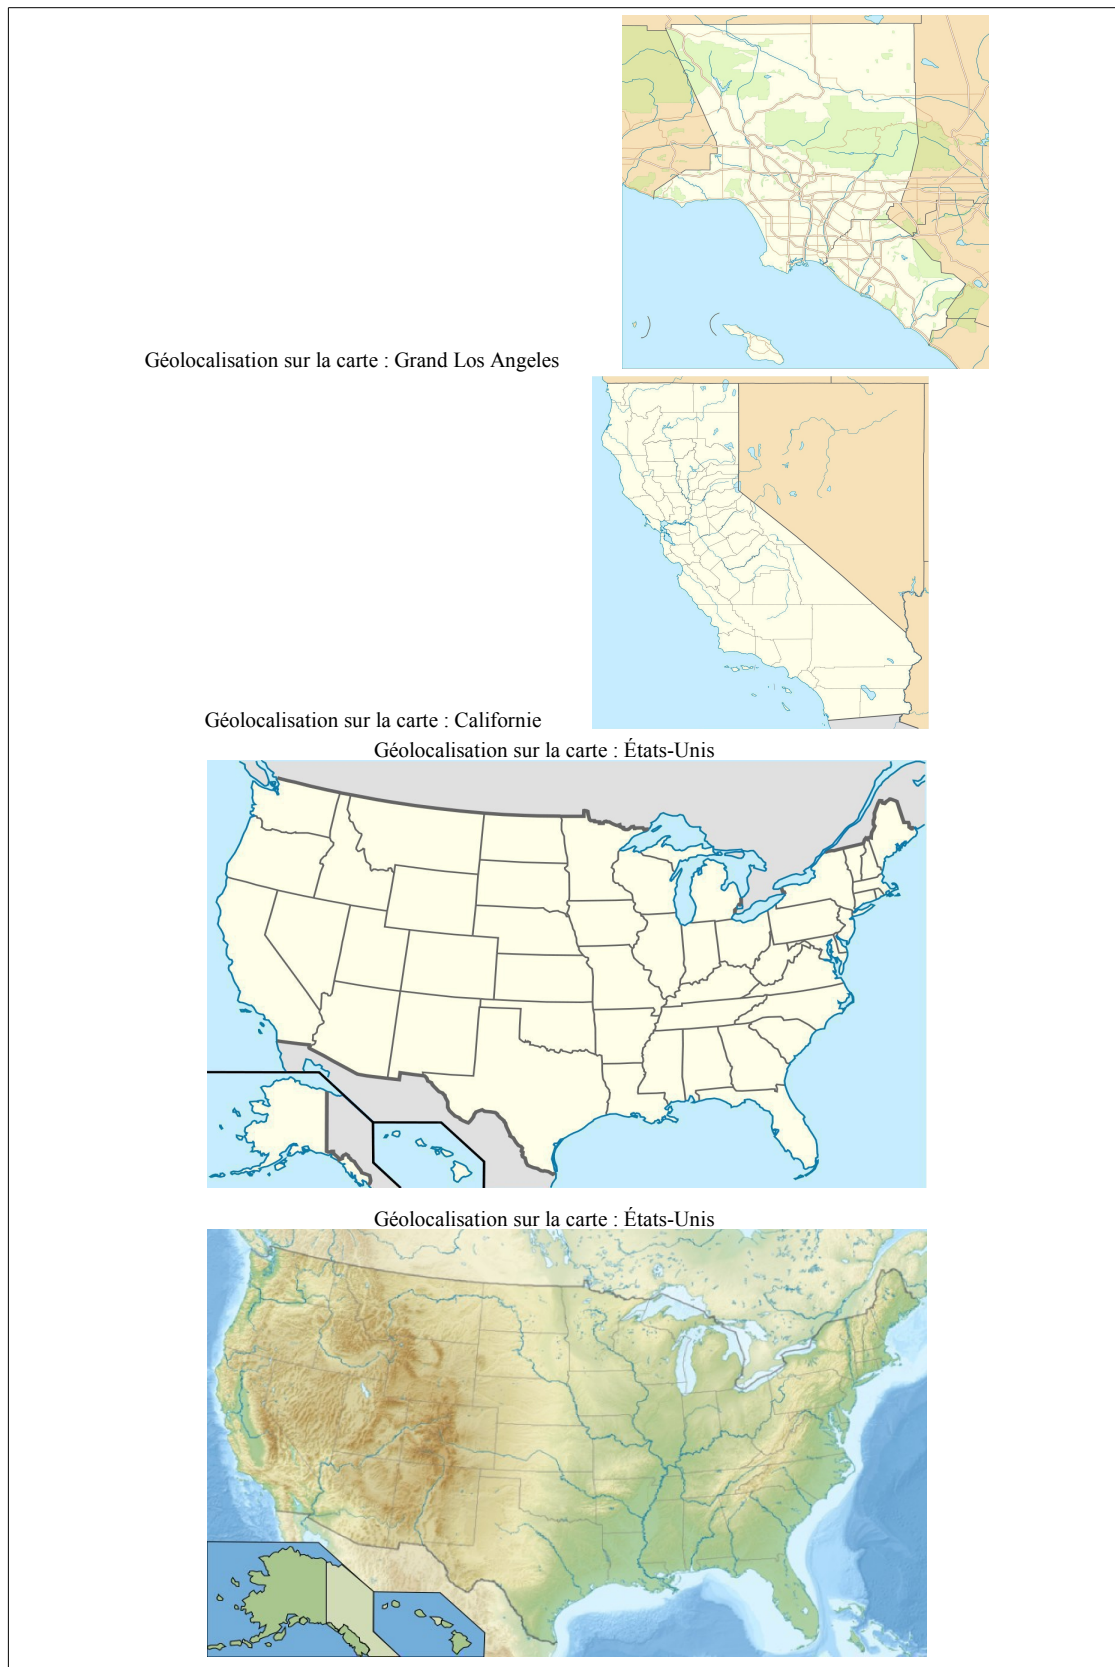 Géolocalisation sur la carte : Grand Los Angeles
Géolocalisation sur la carte : Californie
Géolocalisation sur la carte : États-Unis
Géolocalisation sur la carte : États-Unis